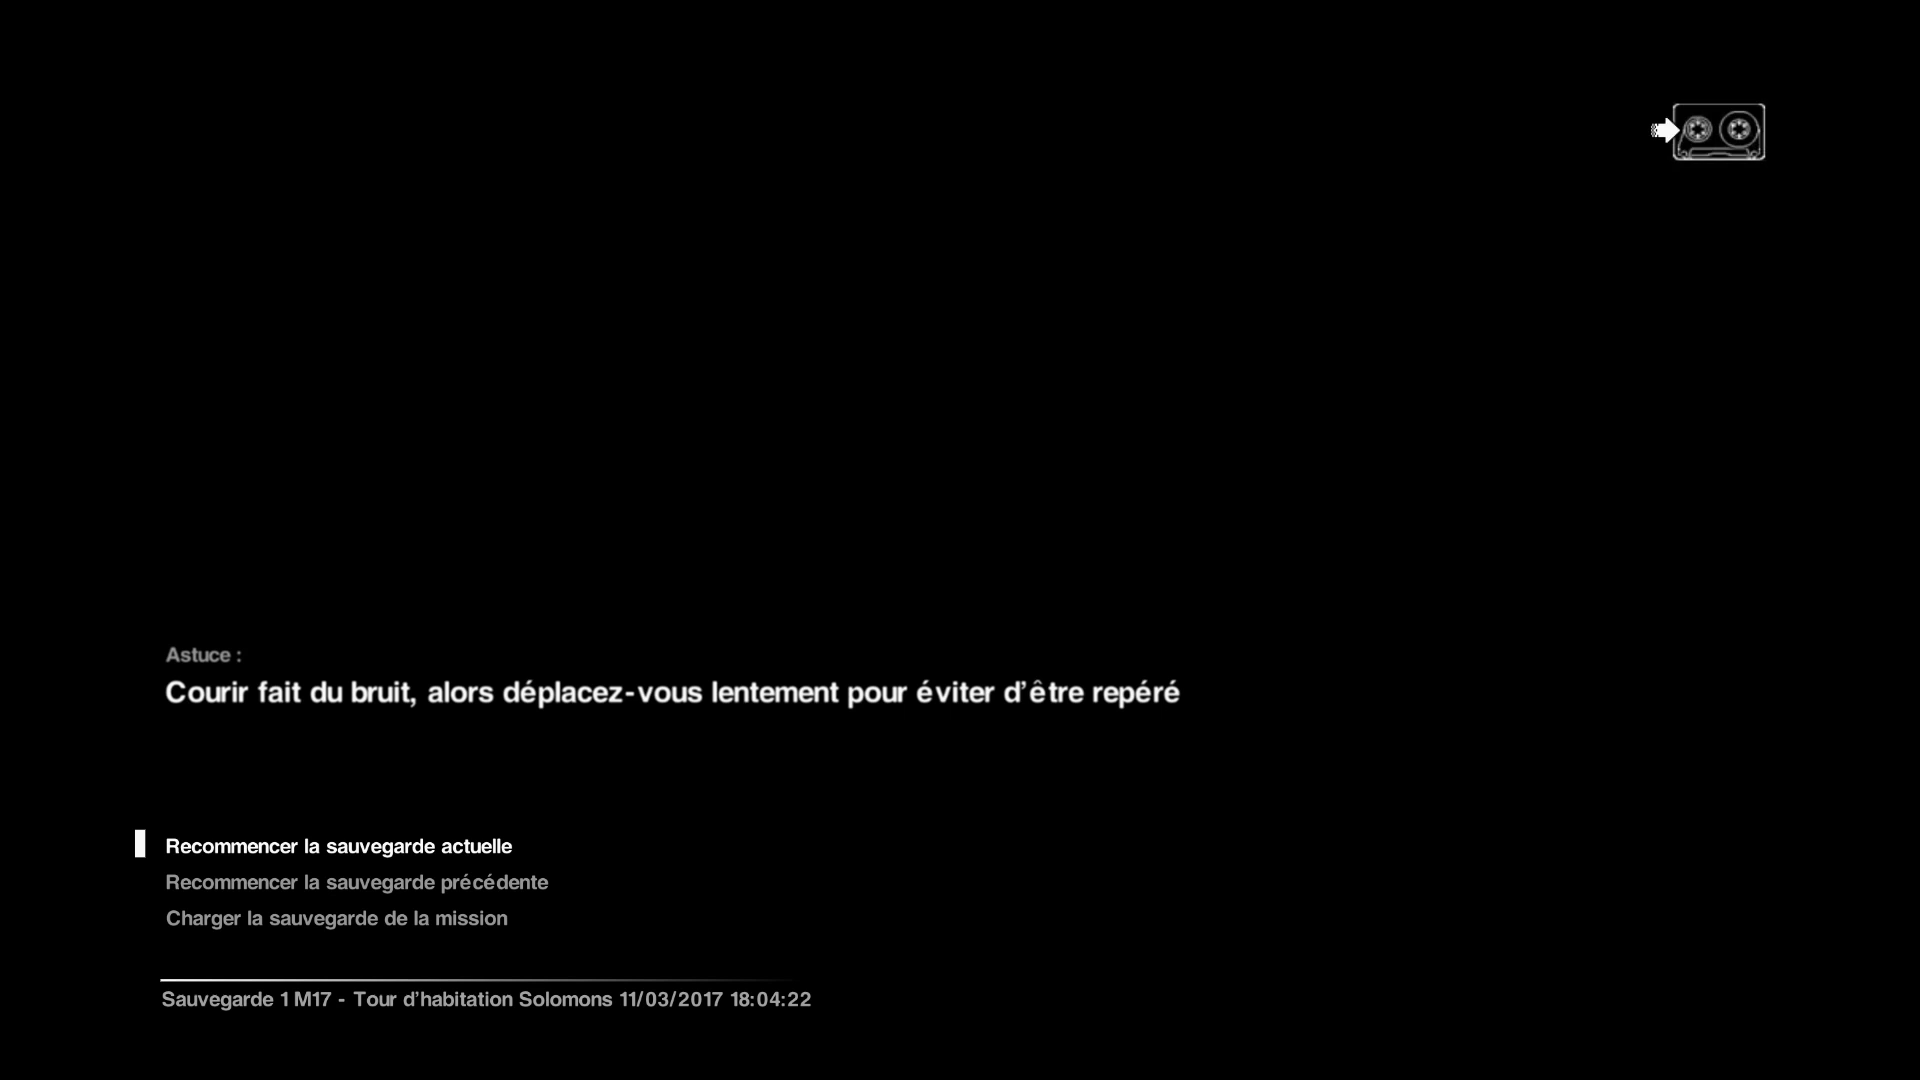 Astuce :
Courir fait du bruit, alors déplacez-vous lentement pour éviter d’être repéré
Recommencer la sauvegarde actuelle
Recommencer la sauvegarde précédente
Charger la sauvegarde de la mission
Sauvegarde 1 M17 - Tour d’habitation Solomons 11/03/2017 18:04:22